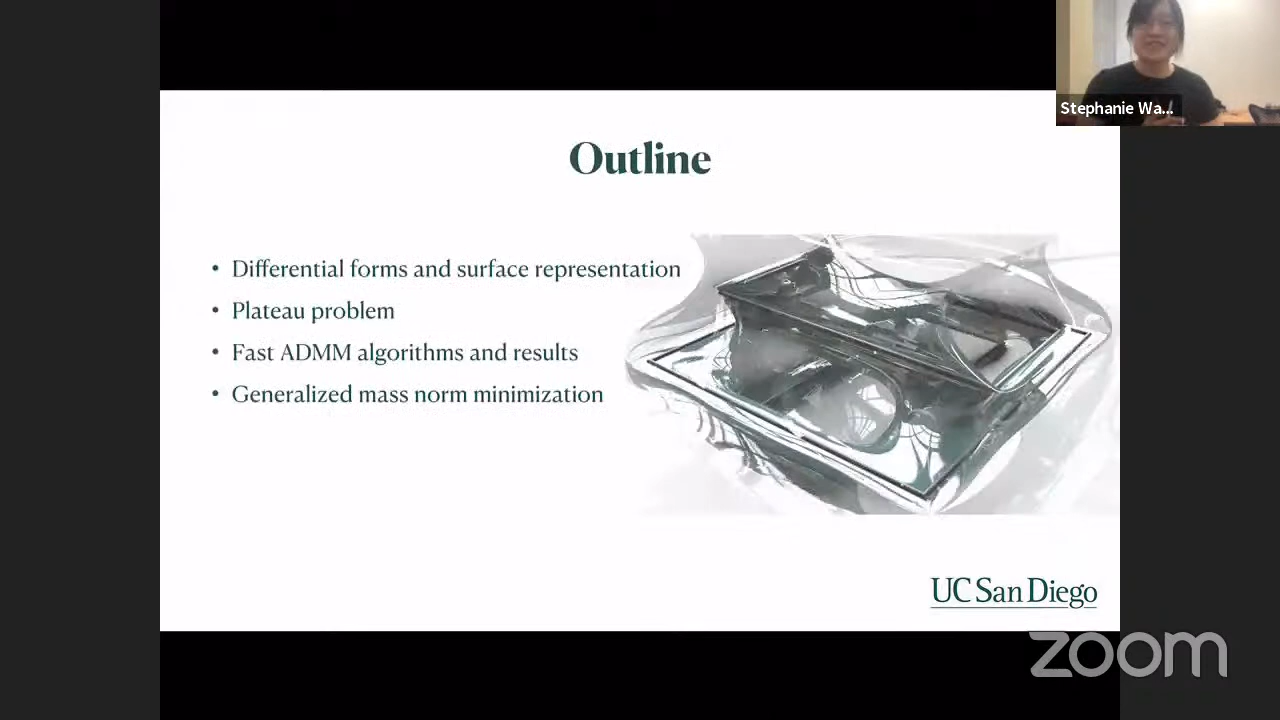 Stephanie Wa...
Outline
• Differential forms and surface representation
• Plateau problem
• Fast ADMM algorithms and results
• Generalized mass norm minimization
UC San Diego
zoom